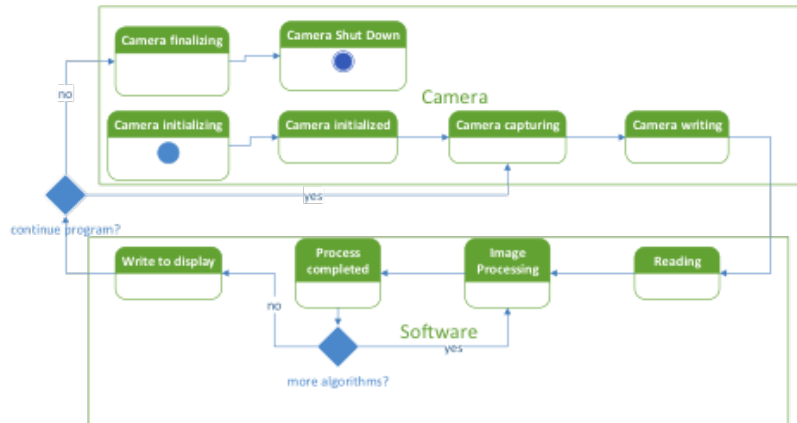 Camera finalizing
Camera Shut Down
no
Camera
Camera initializing
Camera initialized
Camera capturing
Camera writing
yes
continue program?
Write to display
Process
completed
Image
Processing
Reading
no
Software
yes
more algorithms?